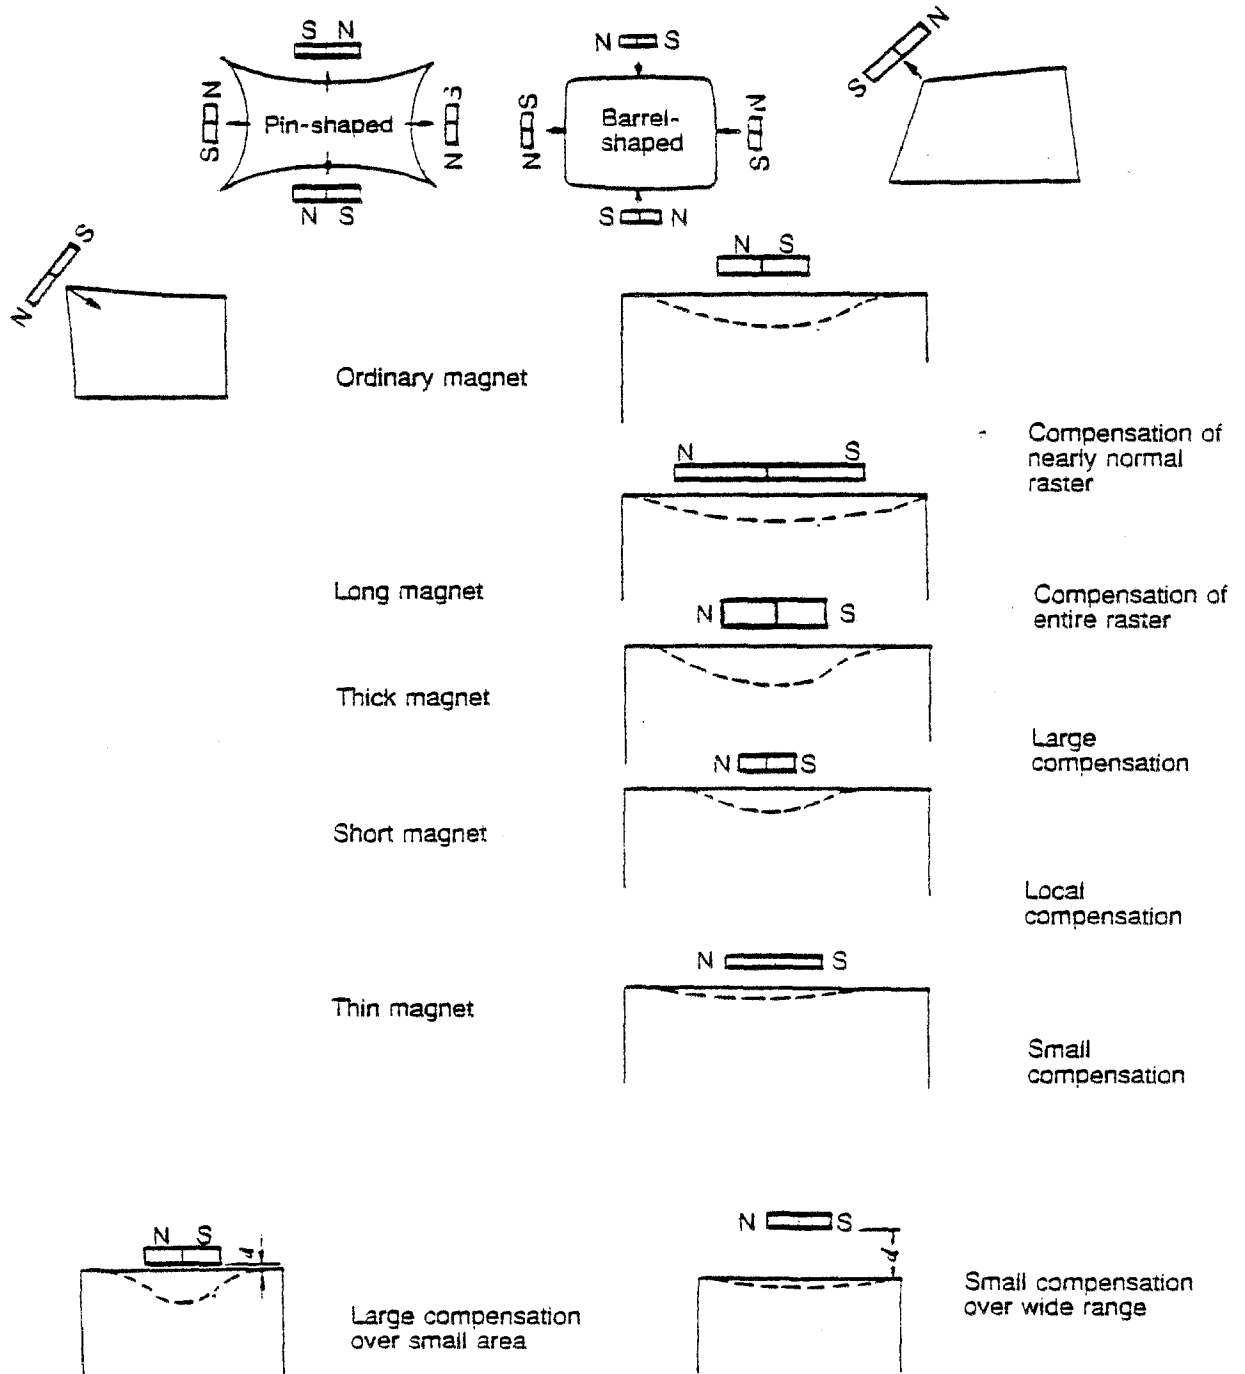 S N
N S
N
S
Pin-shaped
S
N
N S
S
N
Barrel-
shaped
N
S
S N
S N
N S
N S
Ordinary magnet
Compensation of
nearly normal
raster
N S
Long magnet
Compensation of
entire raster
N S
Thick magnet
Large
compensation
N S
Short magnet
Local
compensation
N S
Thin magnet
Small
compensation
N S
d
Large compensation
over small area
N S
d
Small compensation
over wide range